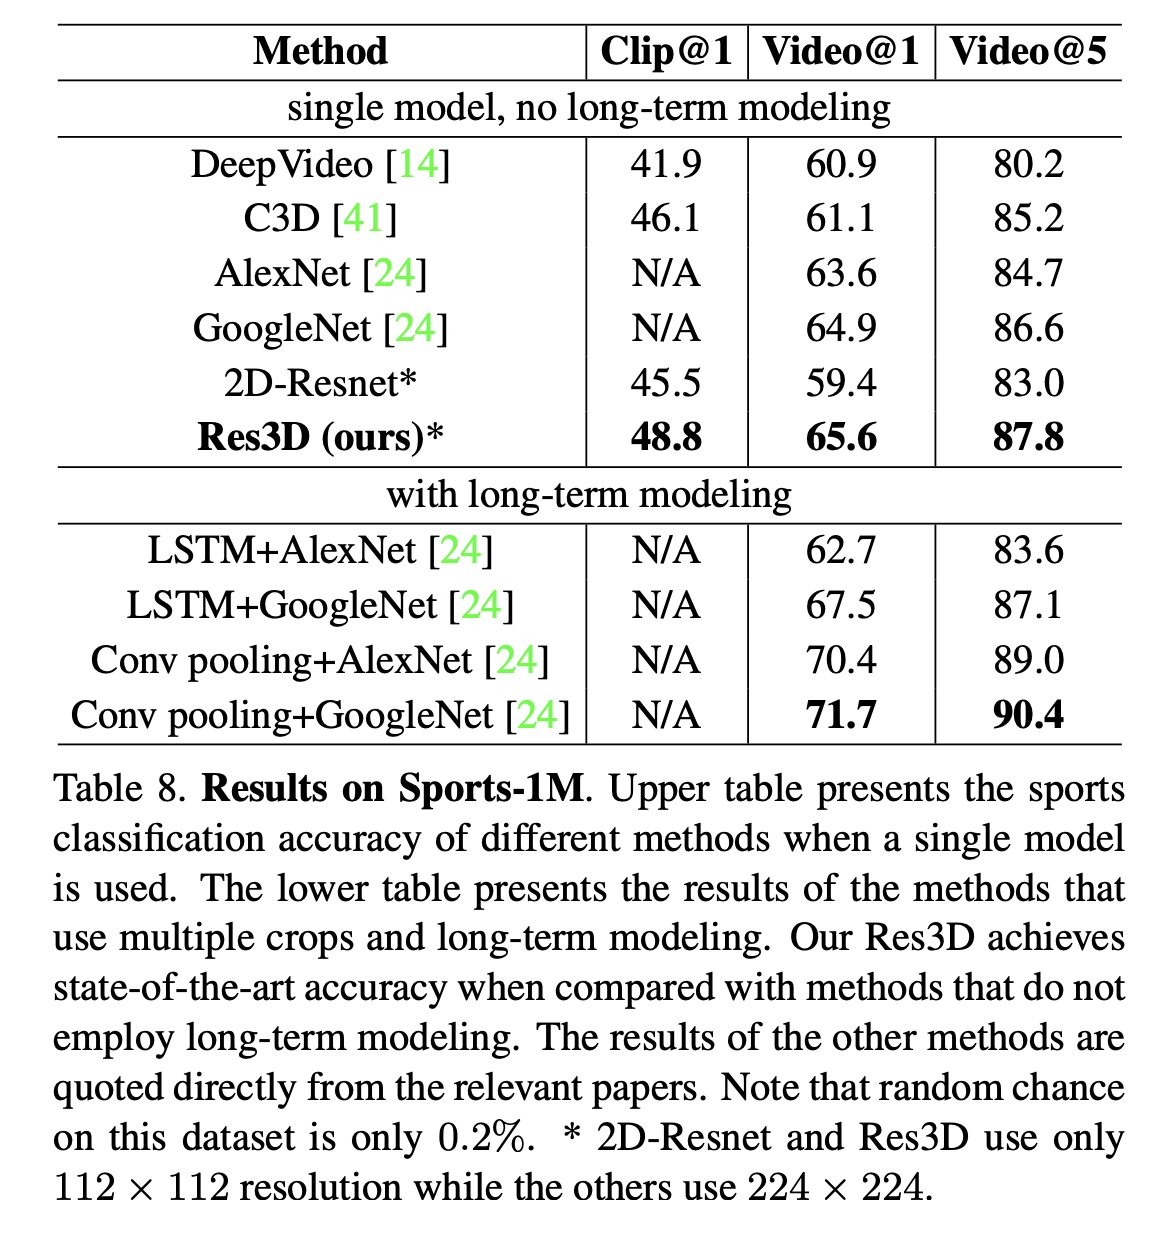 Method Clip@1 Video@1 Video@5
single model, no long-term modeling
DeepVideo [14] 41.9 60.9 80.2
C3D [41] 46.1 61.1 85.2
AlexNet [24] N/A 63.6 84.7
GoogleNet [24] N/A 64.9 86.6
2D-Resnet* 45.5 59.4 83.0
Res3D (ours)* 48.8 65.6 87.8
with long-term modeling
LSTM+AlexNet [24] N/A 62.7 83.6
LSTM+GoogleNet [24] N/A 67.5 87.1
Conv pooling+AlexNet [24] N/A 70.4 89.0
Conv pooling+GoogleNet [24] N/A 71.7 90.4
Table 8. Results on Sports-1M. Upper table presents the sports
classification accuracy of different methods when a single model
is used. The lower table presents the results of the methods that
use multiple crops and long-term modeling. Our Res3D achieves
state-of-the-art accuracy when compared with methods that do not
employ long-term modeling. The results of the other methods are
quoted directly from the relevant papers. Note that random chance
on this dataset is only 0.2%. * 2D-Resnet and Res3D use only
112 × 112 resolution while the others use 224 × 224.